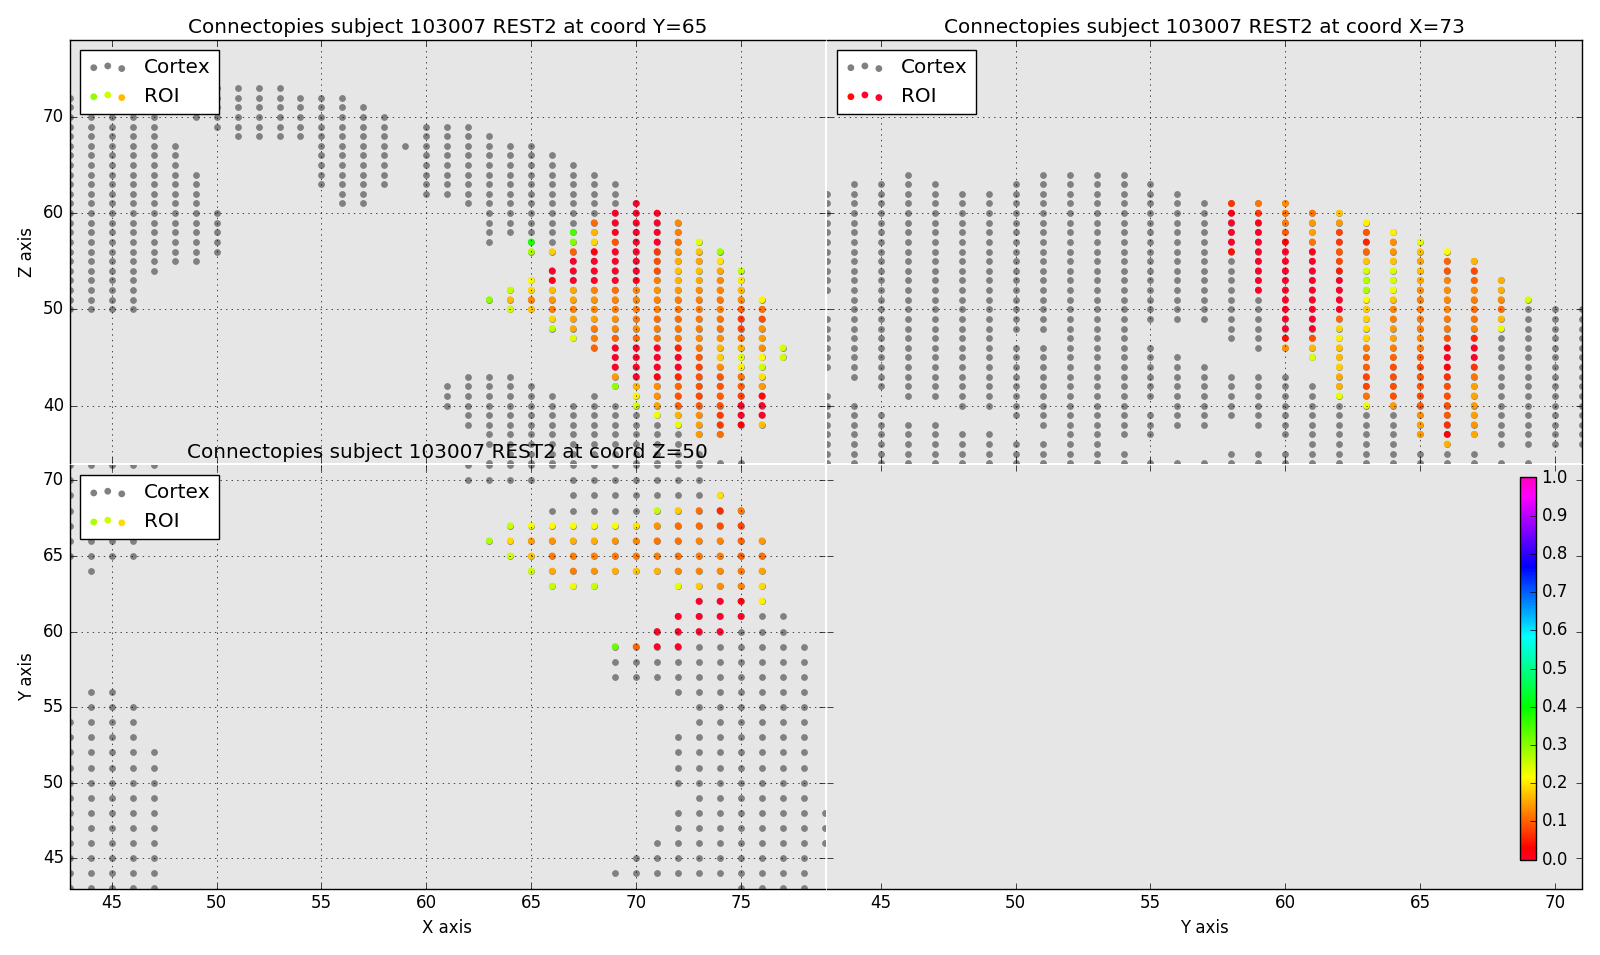 Connectopies subject 103007 REST2 at coord Y=65
Connectopies subject 103007 REST2 at coord X=73
Cortex
ROI
Cortex
ROI
70
60
50
40
Z axis
Connectopies subject 103007 REST2 at coord Z=50
Cortex
ROI
70
65
60
55
50
45
Y axis
45 50 55 60 65 70 75
X axis
45 50 55 60 65 70
Y axis
1.0
0.9
0.8
0.7
0.6
0.5
0.4
0.3
0.2
0.1
0.0